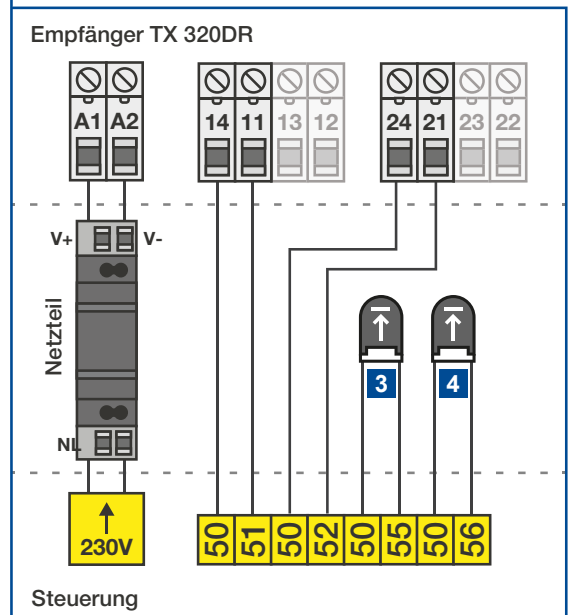 Empfänger TX 320DR
A1 A2 14 11 13 12 24 21 23 22
V+ V-
Netzteil
3 4
NL
230V
50 51 50 52 50 55 50 56
Steuerung